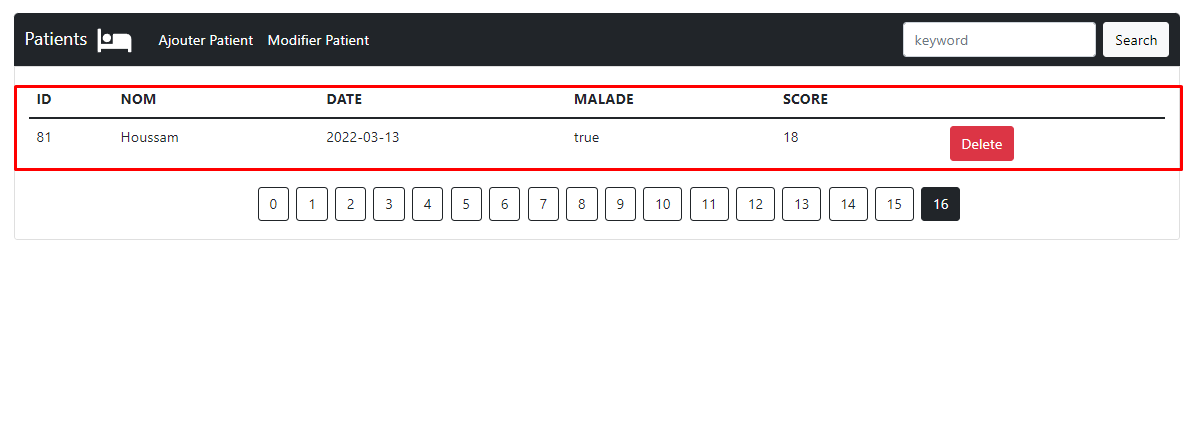 Patients Ajouter Patient Modifier Patient keyword Search
ID NOM DATE MALADE SCORE
81 Houssam 2022-03-13 true 18 Delete
0 1 2 3 4 5 6 7 8 9 10 11 12 13 14 15 16